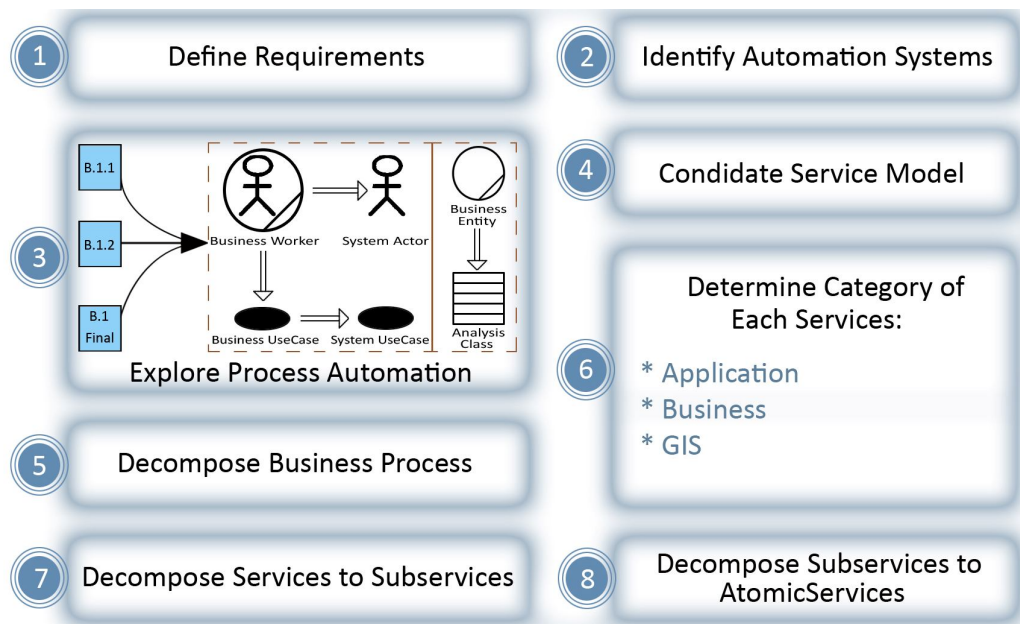 1
Define Requirements
2
Identify Automation Systems
3
B.1.1
B.1.2
B.1
Final
Business Worker
System Actor
Business UseCase
System UseCase
Business
Entity
Analysis
Class
Explore Process Automation
4
Condidate Service Model
5
Decompose Business Process
6
Determine Category of
Each Services:
* Application
* Business
* GIS
7
Decompose Services to Subservices
8
Decompose Subservices to
AtomicServices